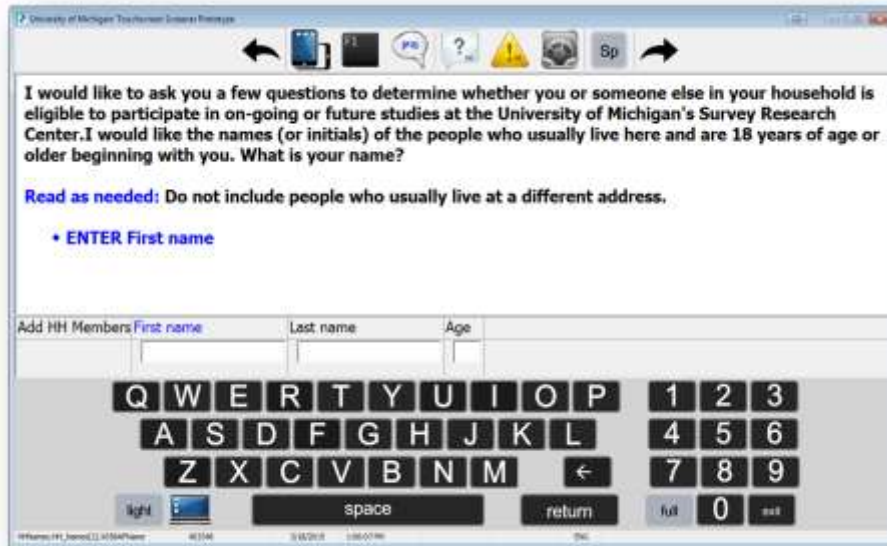 University of Michigan Touchscreen Screener Prototype
F1
?
!
Sp
I would like to ask you a few questions to determine whether you or someone else in your household is
eligible to participate in on-going or future studies at the University of Michigan's Survey Research
Center.I would like the names (or initials) of the people who usually live here and are 18 years of age or
older beginning with you. What is your name?
Read as needed: Do not include people who usually live at a different address.
• ENTER First name
Add HH Members First name Last name Age
Q W E R T Y U I O P 1 2 3
A S D F G H J K L 4 5 6
Z X C V B N M ← 7 8 9
light space return full 0 exit
ENG